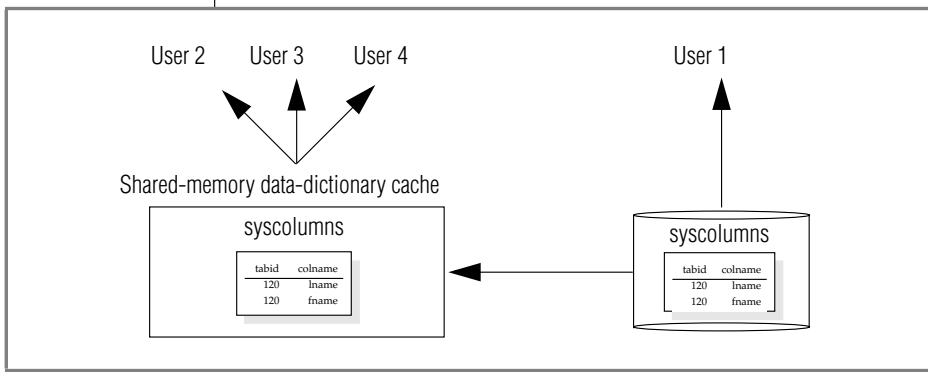 User 2 User 3 User 4 User 1
Shared-memory data-dictionary cache
syscolumns
tabid colname
120 lname
120 fname
syscolumns
tabid colname
120 lname
120 fname